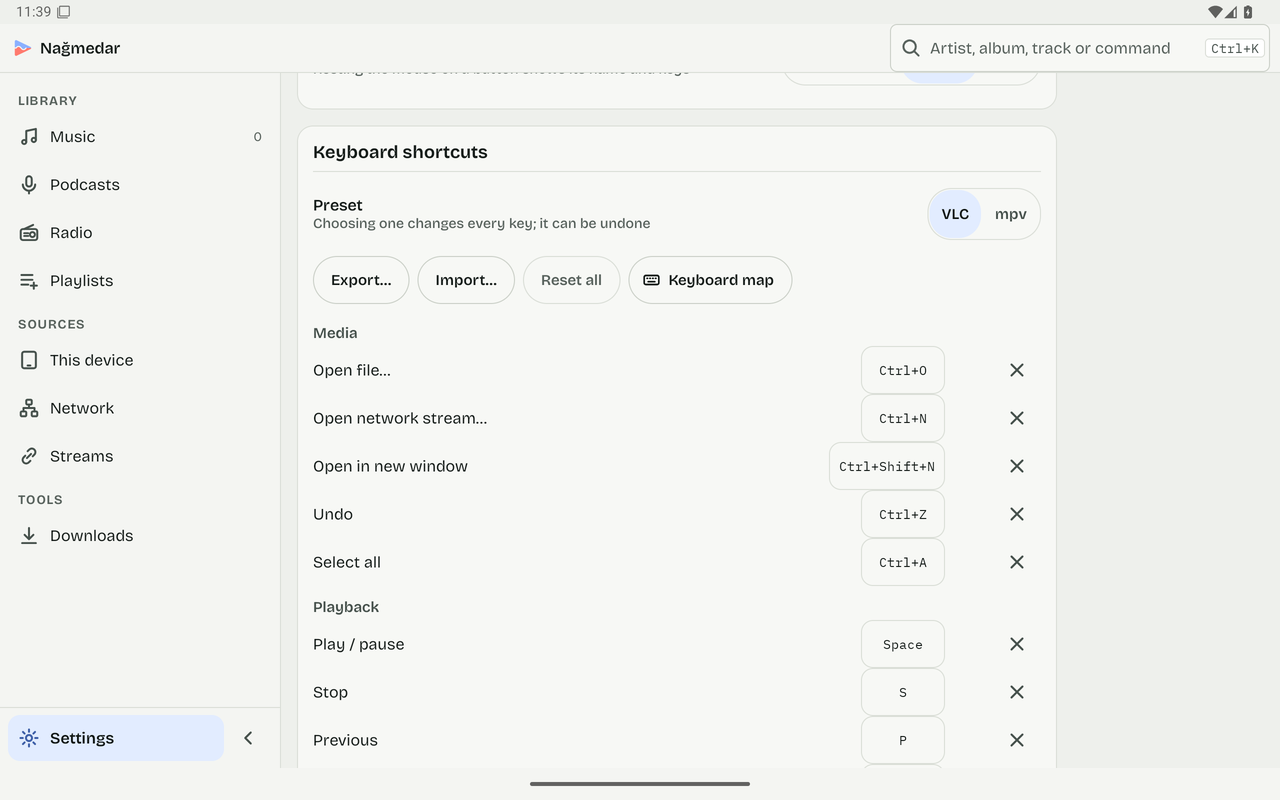 11:39
Nağmedar
Artist, album, track or command Ctrl+K
LIBRARY
Music 0
Podcasts
Radio
Playlists
SOURCES
This device
Network
Streams
TOOLS
Downloads
Settings
Keyboard shortcuts
Preset
Choosing one changes every key; it can be undone
VLC mpv
Export... Import... Reset all Keyboard map
Media
Open file... Ctrl+O
Open network stream... Ctrl+N
Open in new window Ctrl+Shift+N
Undo Ctrl+Z
Select all Ctrl+A
Playback
Play / pause Space
Stop S
Previous P